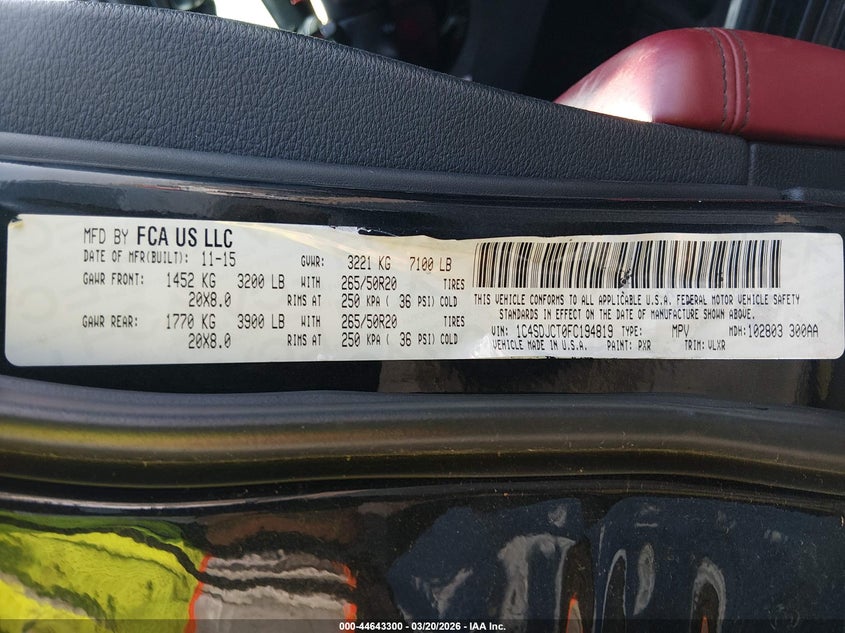 MFD BY FCA US LLC
DATE OF MFR(BUILT): 11-15 GVWR: 3221 KG 7100 LB
GAWR FRONT: 1452 KG 3200 LB WITH 265/50R20 TIRES
20X8.0 RIMS AT 250 KPA ( 36 PSI) COLD
GAWR REAR: 1770 KG 3900 LB WITH 265/50R20 TIRES
20X8.0 RIMS AT 250 KPA ( 36 PSI) COLD
THIS VEHICLE CONFORMS TO ALL APPLICABLE U.S.A. FEDERAL MOTOR VEHICLE SAFETY
STANDARDS IN EFFECT ON THE DATE OF MANUFACTURE SHOWN ABOVE.
VIN: 1C4SDJCT0FC194819 TYPE: MPV MDH:102803 300AA
VEHICLE MADE IN U.S.A. PAINT: PXR TRIM: VLXR
000-44643300 — 03/20/2026 — IAA Inc.